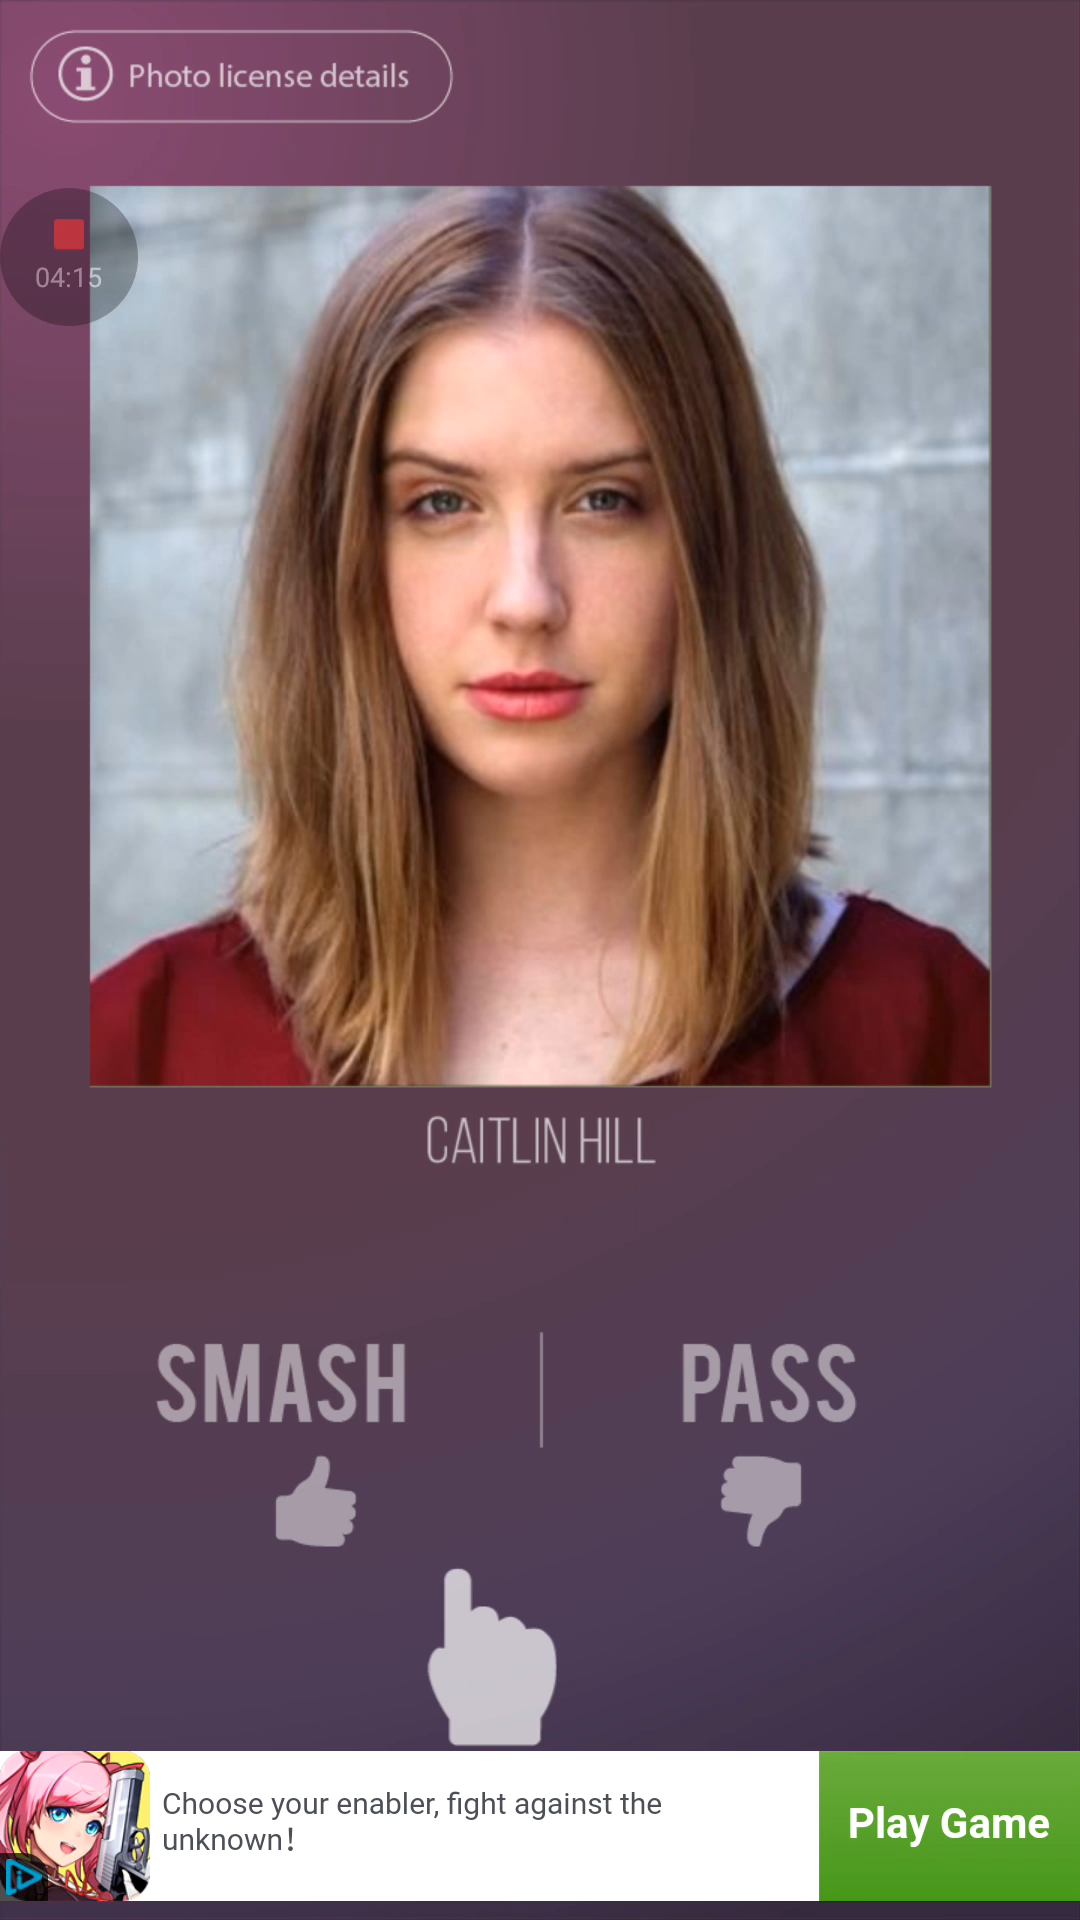 Photo license details
04:15
CAITLIN HILL
SMASH
PASS
Choose your enabler, fight against the
unknown!
Play Game